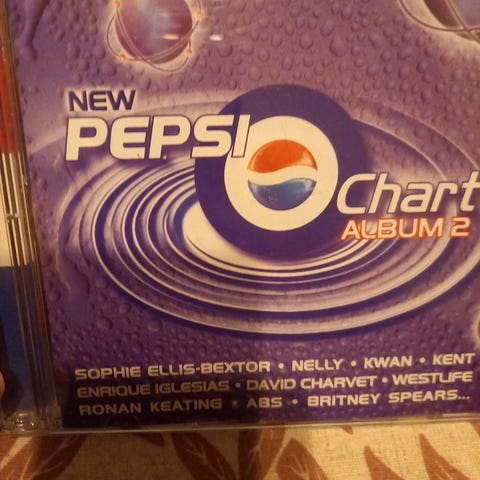 NEW
PEPSI
Chart
ALBUM 2
SOPHIE ELLIS-BEXTOR • NELLY • KWAN • KENT
ENRIQUE IGLESIAS • DAVID CHARVET • WESTLIFE
RONAN KEATING • ABS • BRITNEY SPEARS...